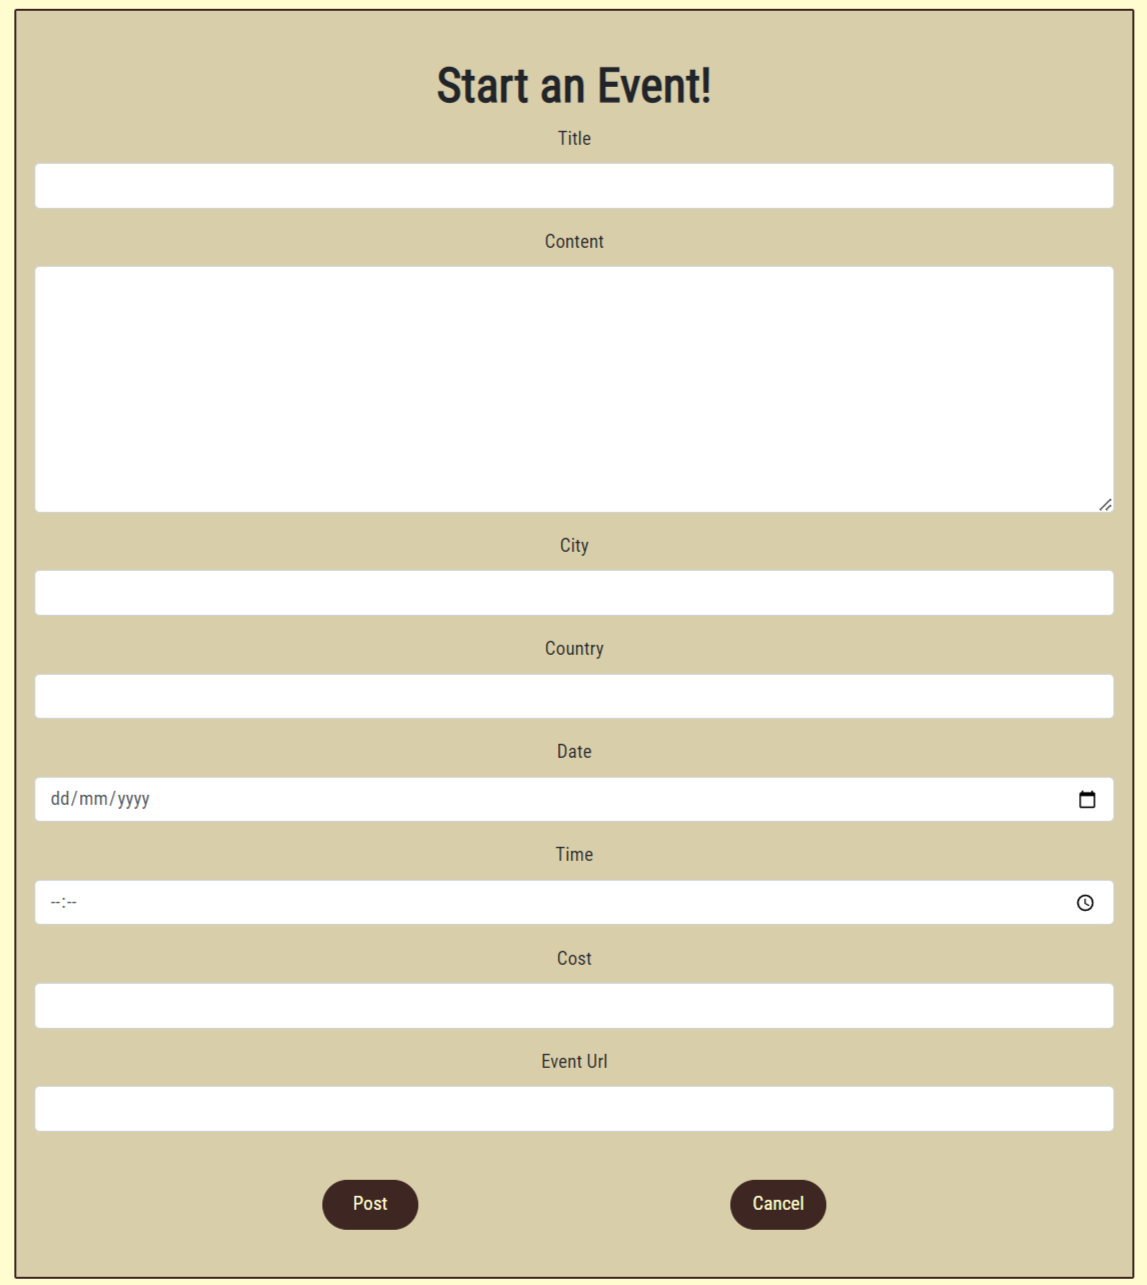 Start an Event!
Title
Content
City
Country
Date
dd/mm/yyyy
Time
--:--
Cost
Event Url
Post
Cancel